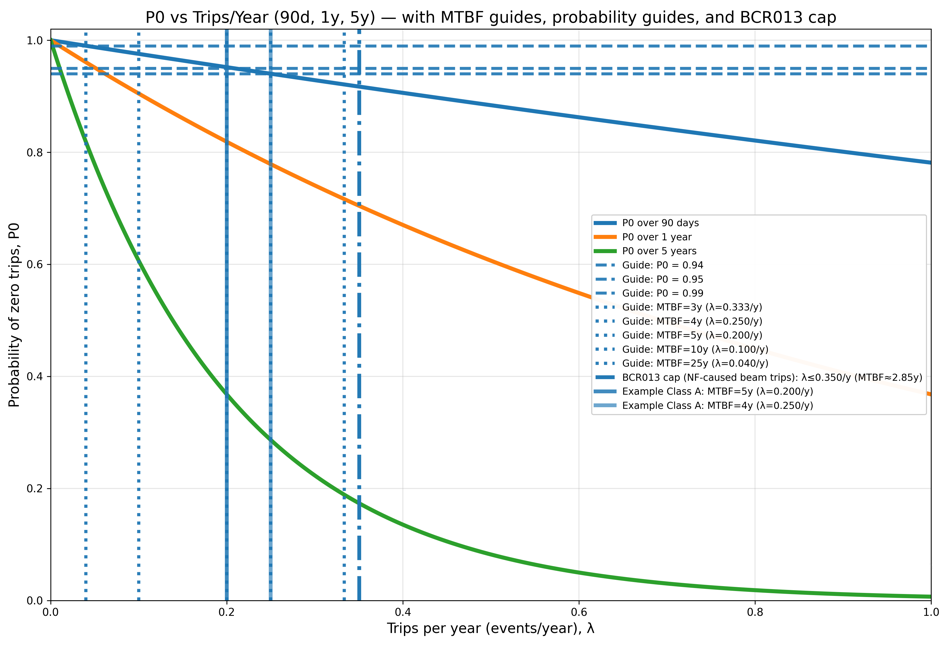 P0 vs Trips/Year (90d, 1y, 5y) — with MTBF guides, probability guides, and BCR013 cap
Probability of zero trips, P0
1.0
0.8
0.6
0.4
0.2
0.0
P0 over 90 days
P0 over 1 year
P0 over 5 years
Guide: P0 = 0.94
Guide: P0 = 0.95
Guide: P0 = 0.99
Guide: MTBF=3y (λ=0.333/y)
Guide: MTBF=4y (λ=0.250/y)
Guide: MTBF=5y (λ=0.200/y)
Guide: MTBF=10y (λ=0.100/y)
Guide: MTBF=25y (λ=0.040/y)
BCR013 cap (NF-caused beam trips): λ≤0.350/y (MTBF≈2.85y)
Example Class A: MTBF=5y (λ=0.200/y)
Example Class A: MTBF=4y (λ=0.250/y)
0.0 0.2 0.4 0.6 0.8 1.0
Trips per year (events/year), λ